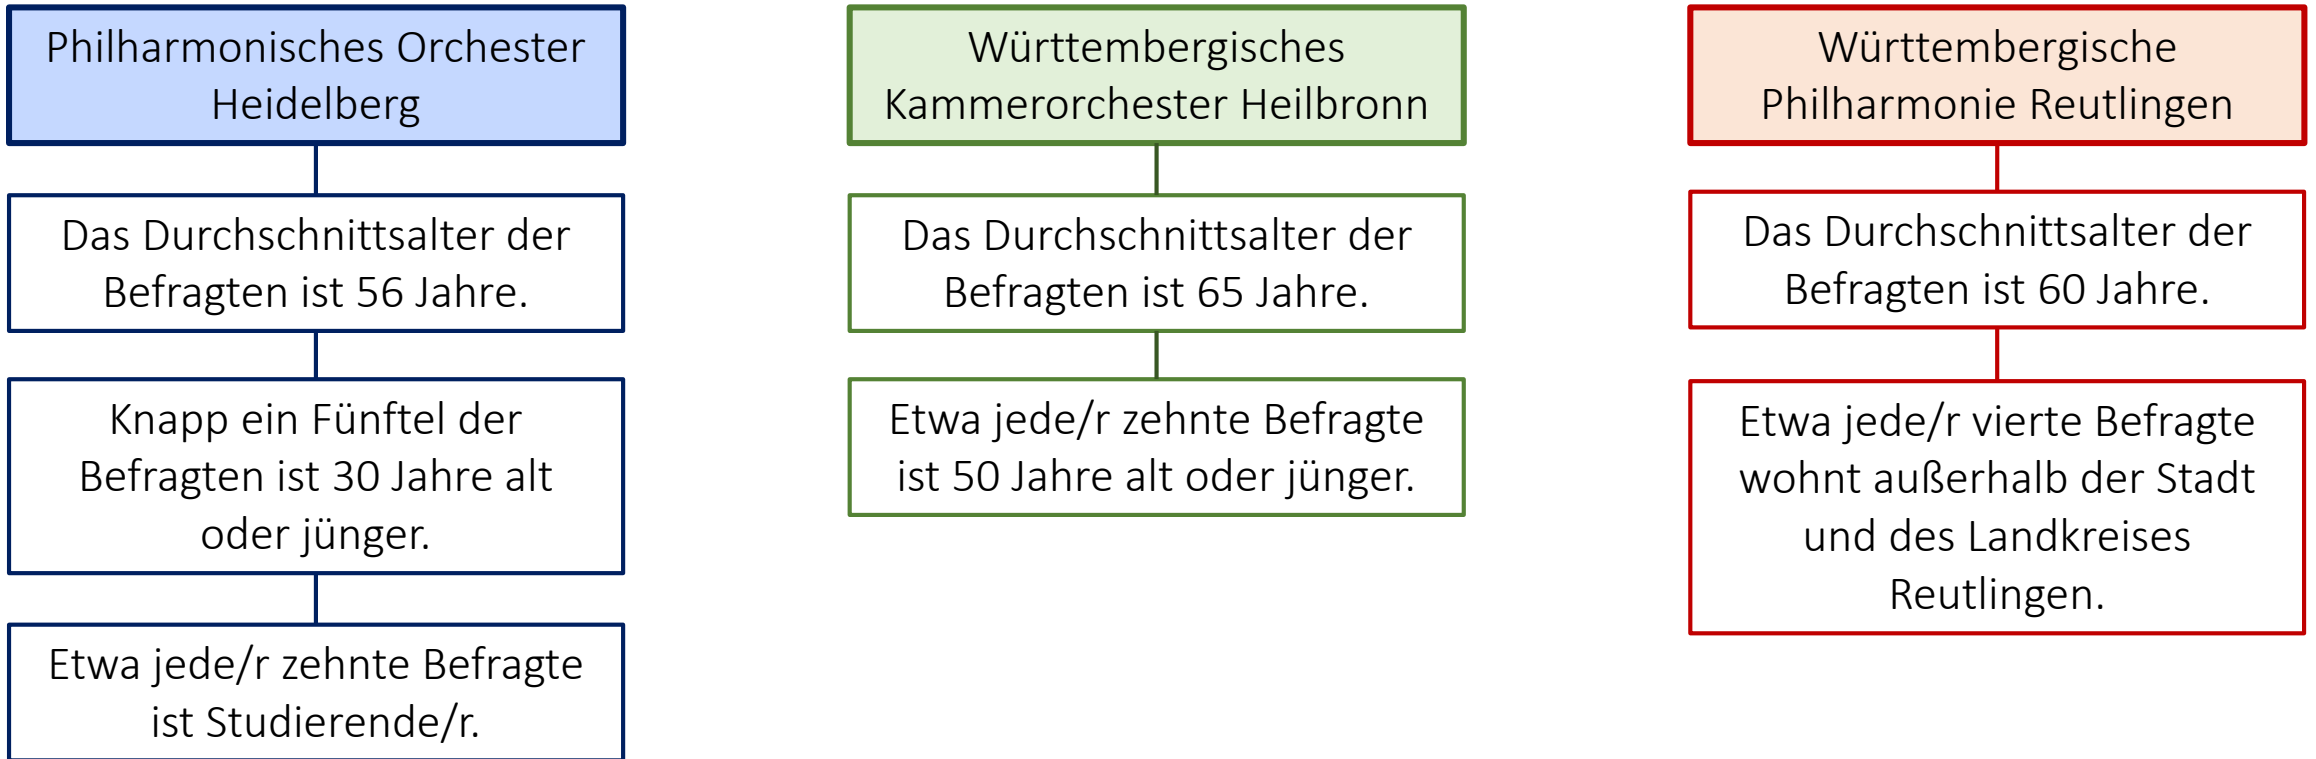 Philharmonisches Orchester
Heidelberg
Das Durchschnittsalter der
Befragten ist 56 Jahre.
Knapp ein Fünftel der
Befragten ist 30 Jahre alt
oder jünger.
Etwa jede/r zehnte Befragte
ist Studierende/r.
Württembergisches
Kammerorchester Heilbronn
Das Durchschnittsalter der
Befragten ist 65 Jahre.
Etwa jede/r zehnte Befragte
ist 50 Jahre alt oder jünger.
Württembergische
Philharmonie Reutlingen
Das Durchschnittsalter der
Befragten ist 60 Jahre.
Etwa jede/r vierte Befragte
wohnt außerhalb der Stadt
und des Landkreises
Reutlingen.